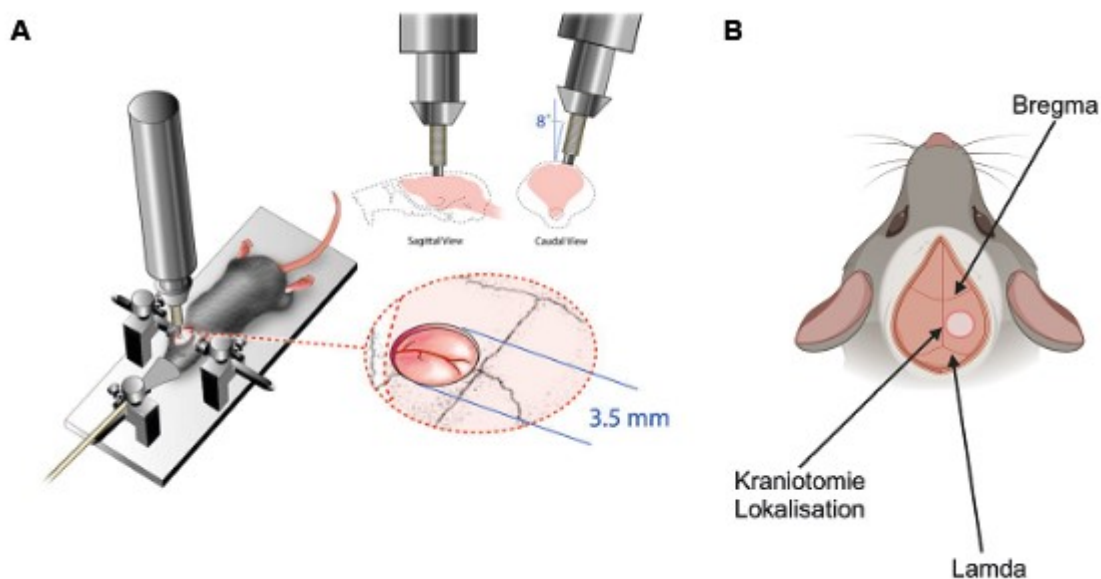 A
8°
Sagittal View
Caudal View
3.5 mm
B
Bregma
Kraniotomie
Lokalisation
Lamda